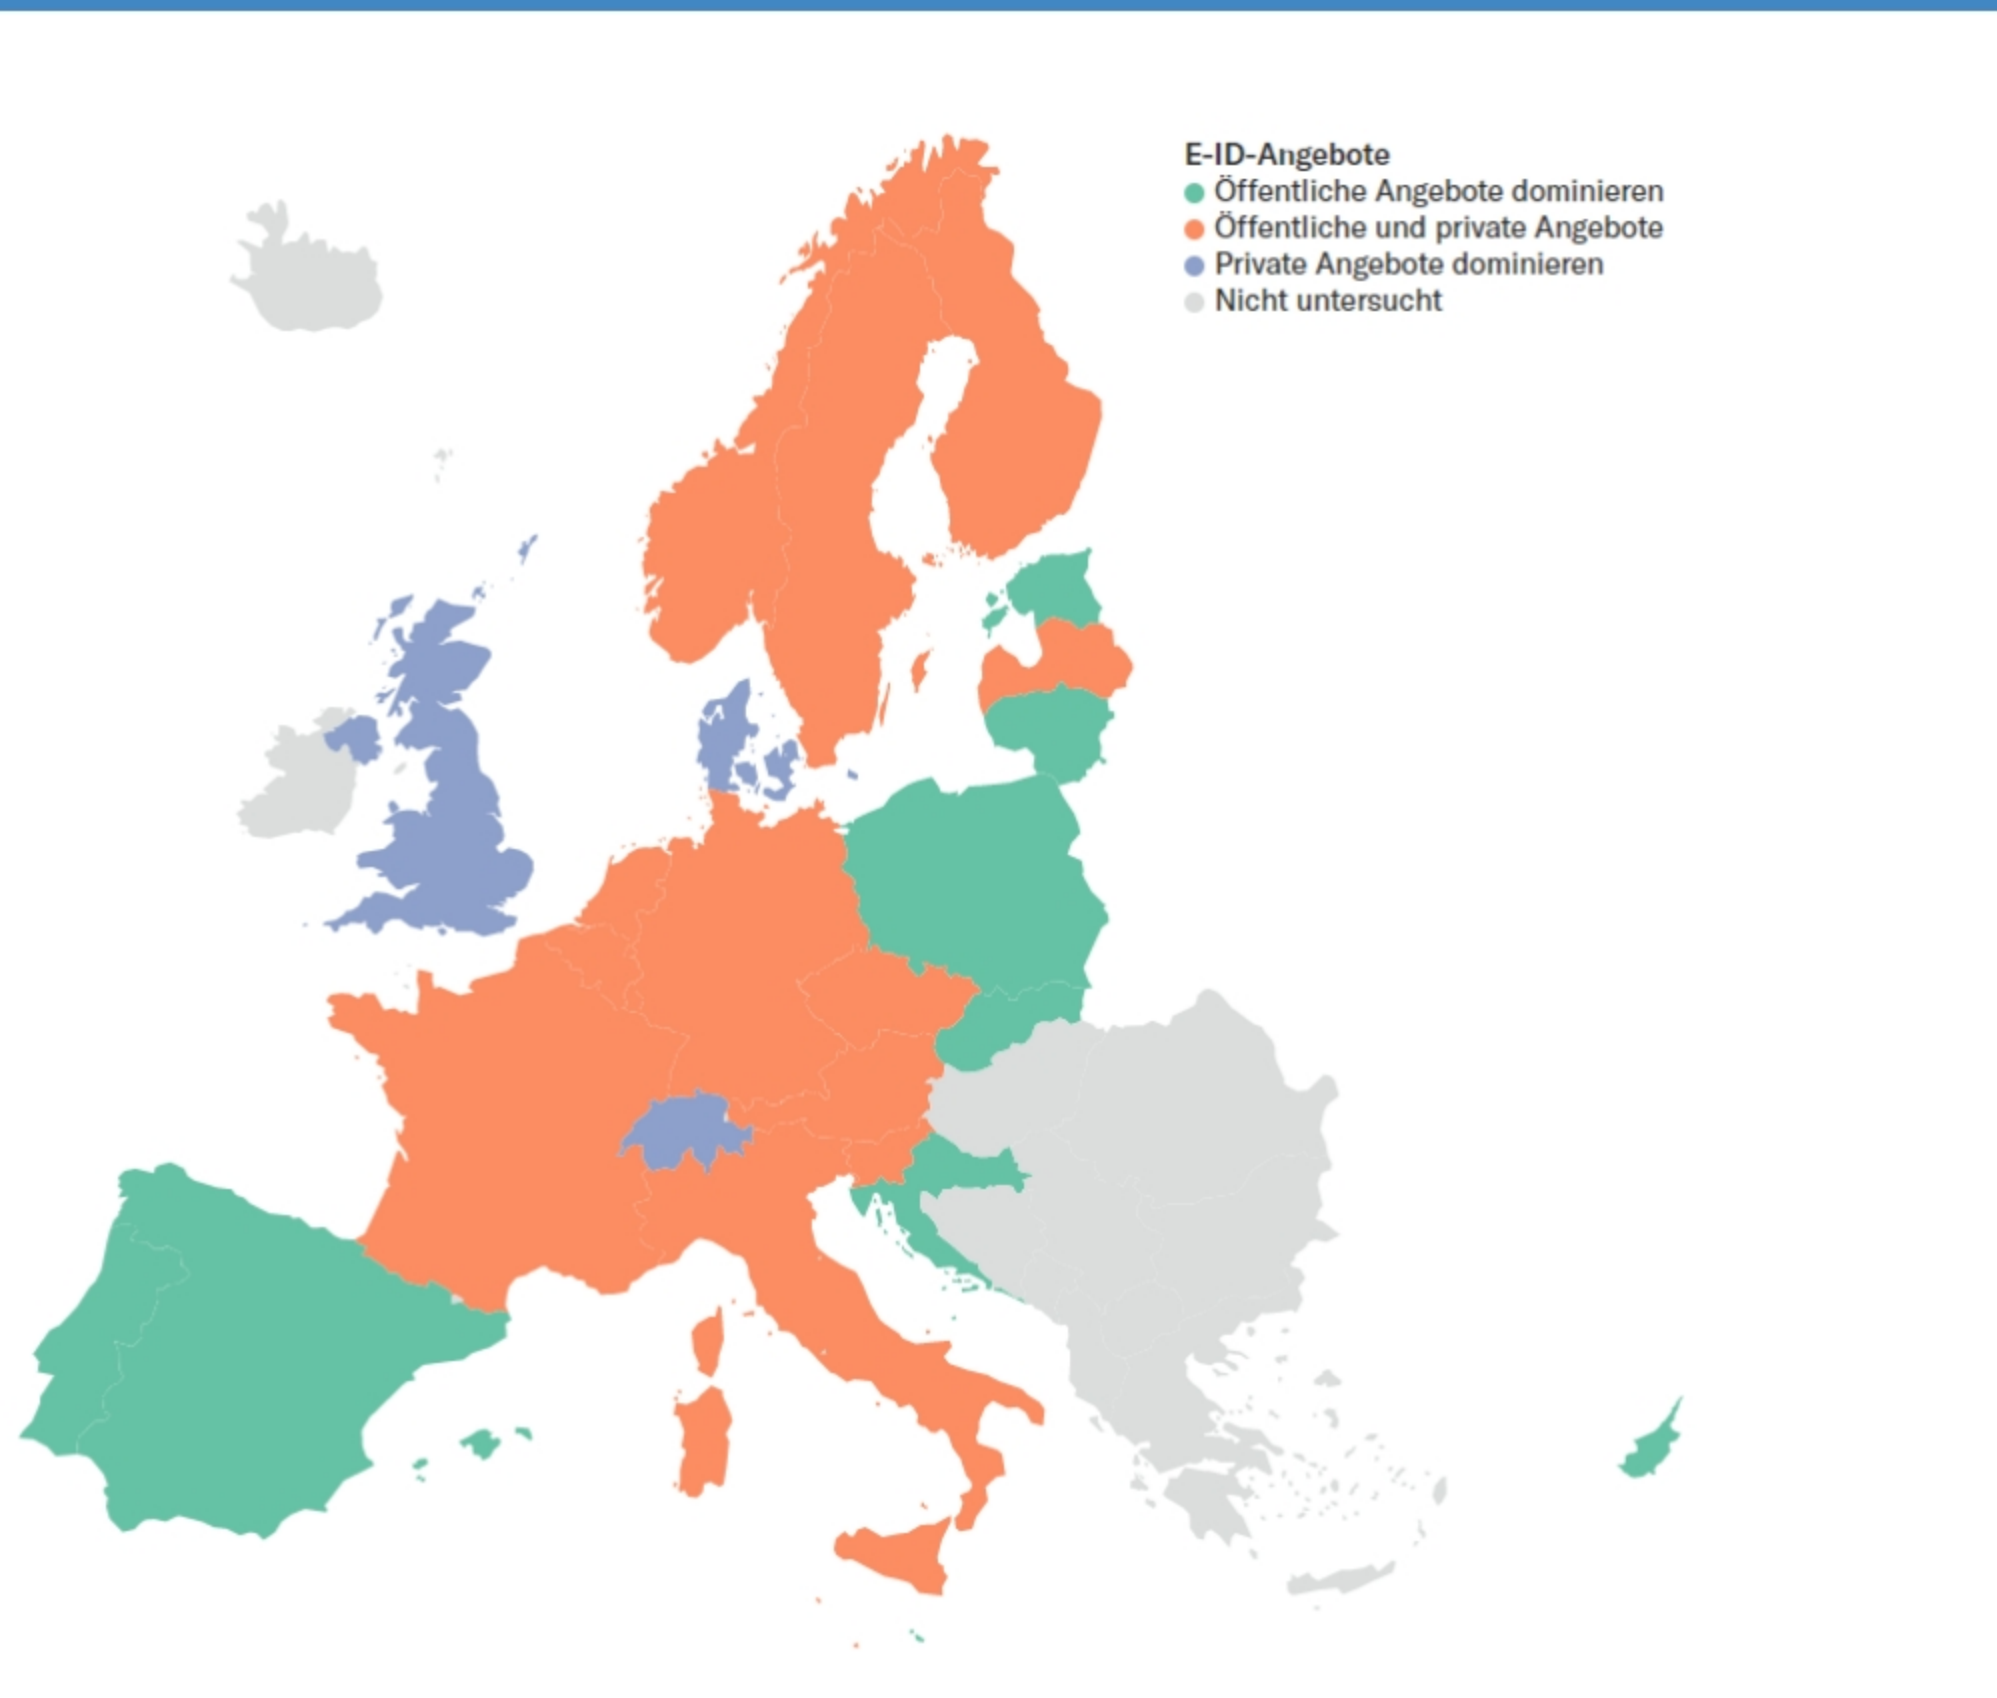 E-ID-Angebote
Öffentliche Angebote dominieren
Öffentliche und private Angebote
Private Angebote dominieren
Nicht untersucht